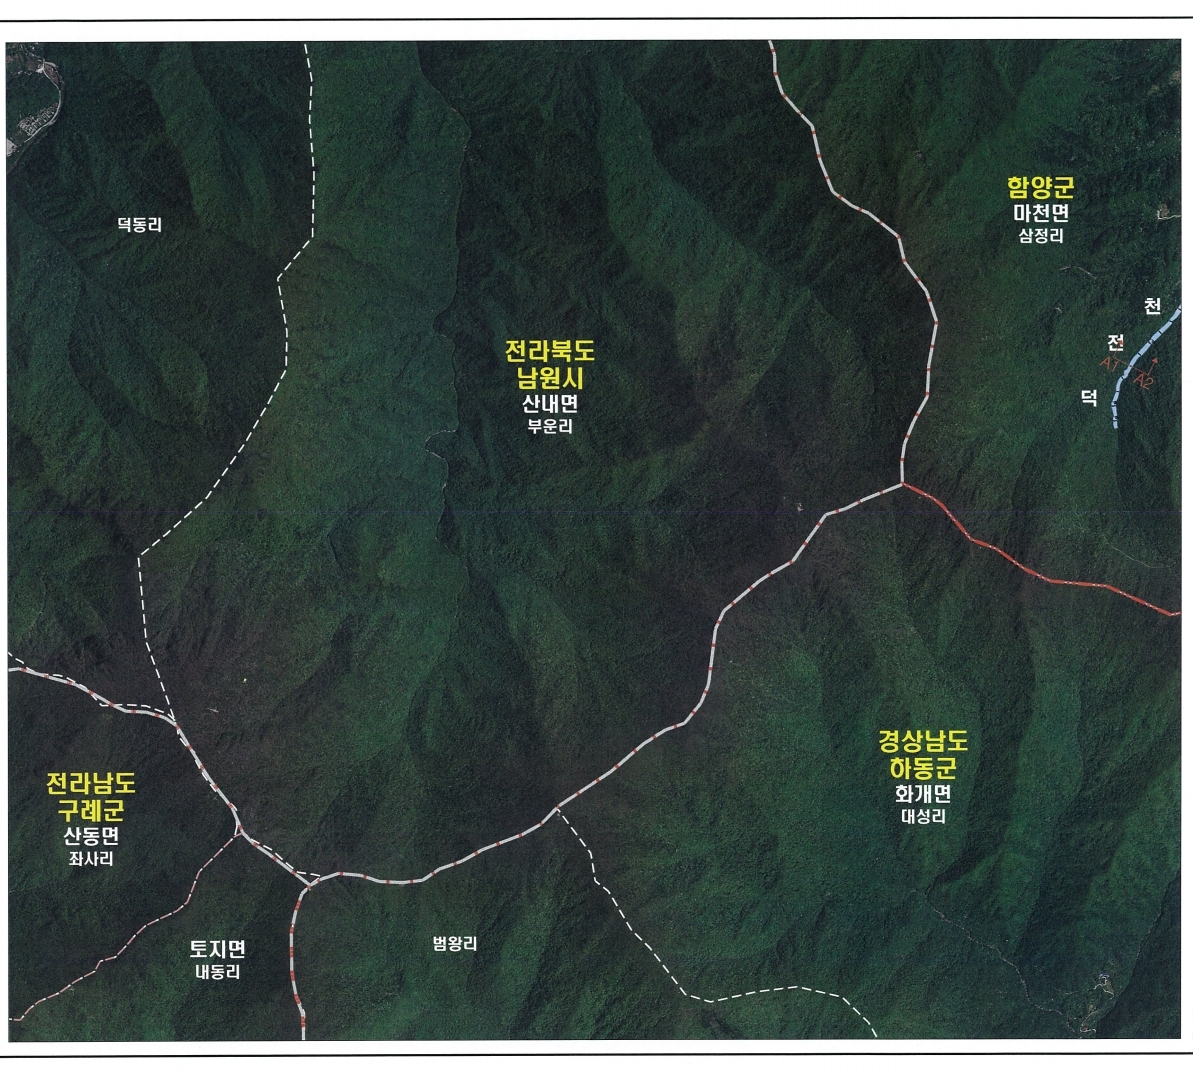 함양군
마천면
삼정리
덕동리
천
전
A1
A2
덕
전라북도
남원시
산내면
부운리
경상남도
하동군
화개면
대성리
전라남도
구례군
산동면
좌사리
토지면
내동리
범왕리